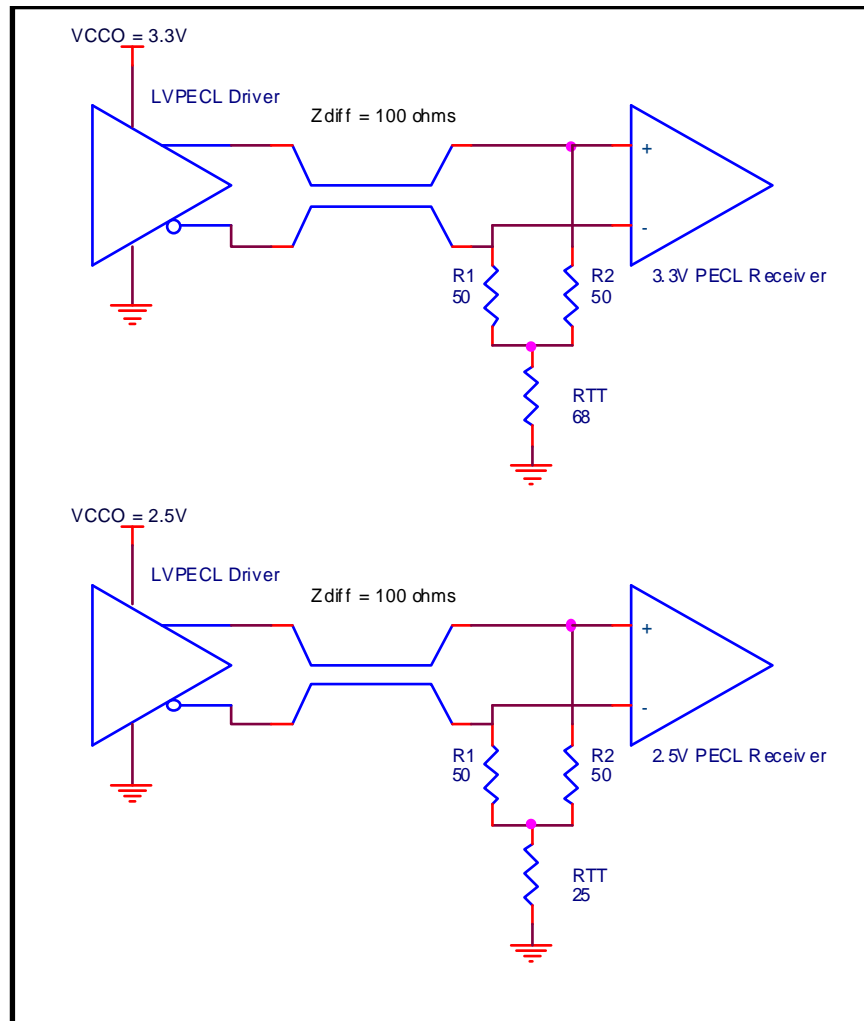 VCCO = 3.3V
LVPECL Driver
Zdiff = 100 ohms
+
-
R1
50
R2
50
3.3V PECL Receiver
RTT
68
VCCO = 2.5V
LVPECL Driver
Zdiff = 100 ohms
+
-
R1
50
R2
50
2.5V PECL Receiver
RTT
25